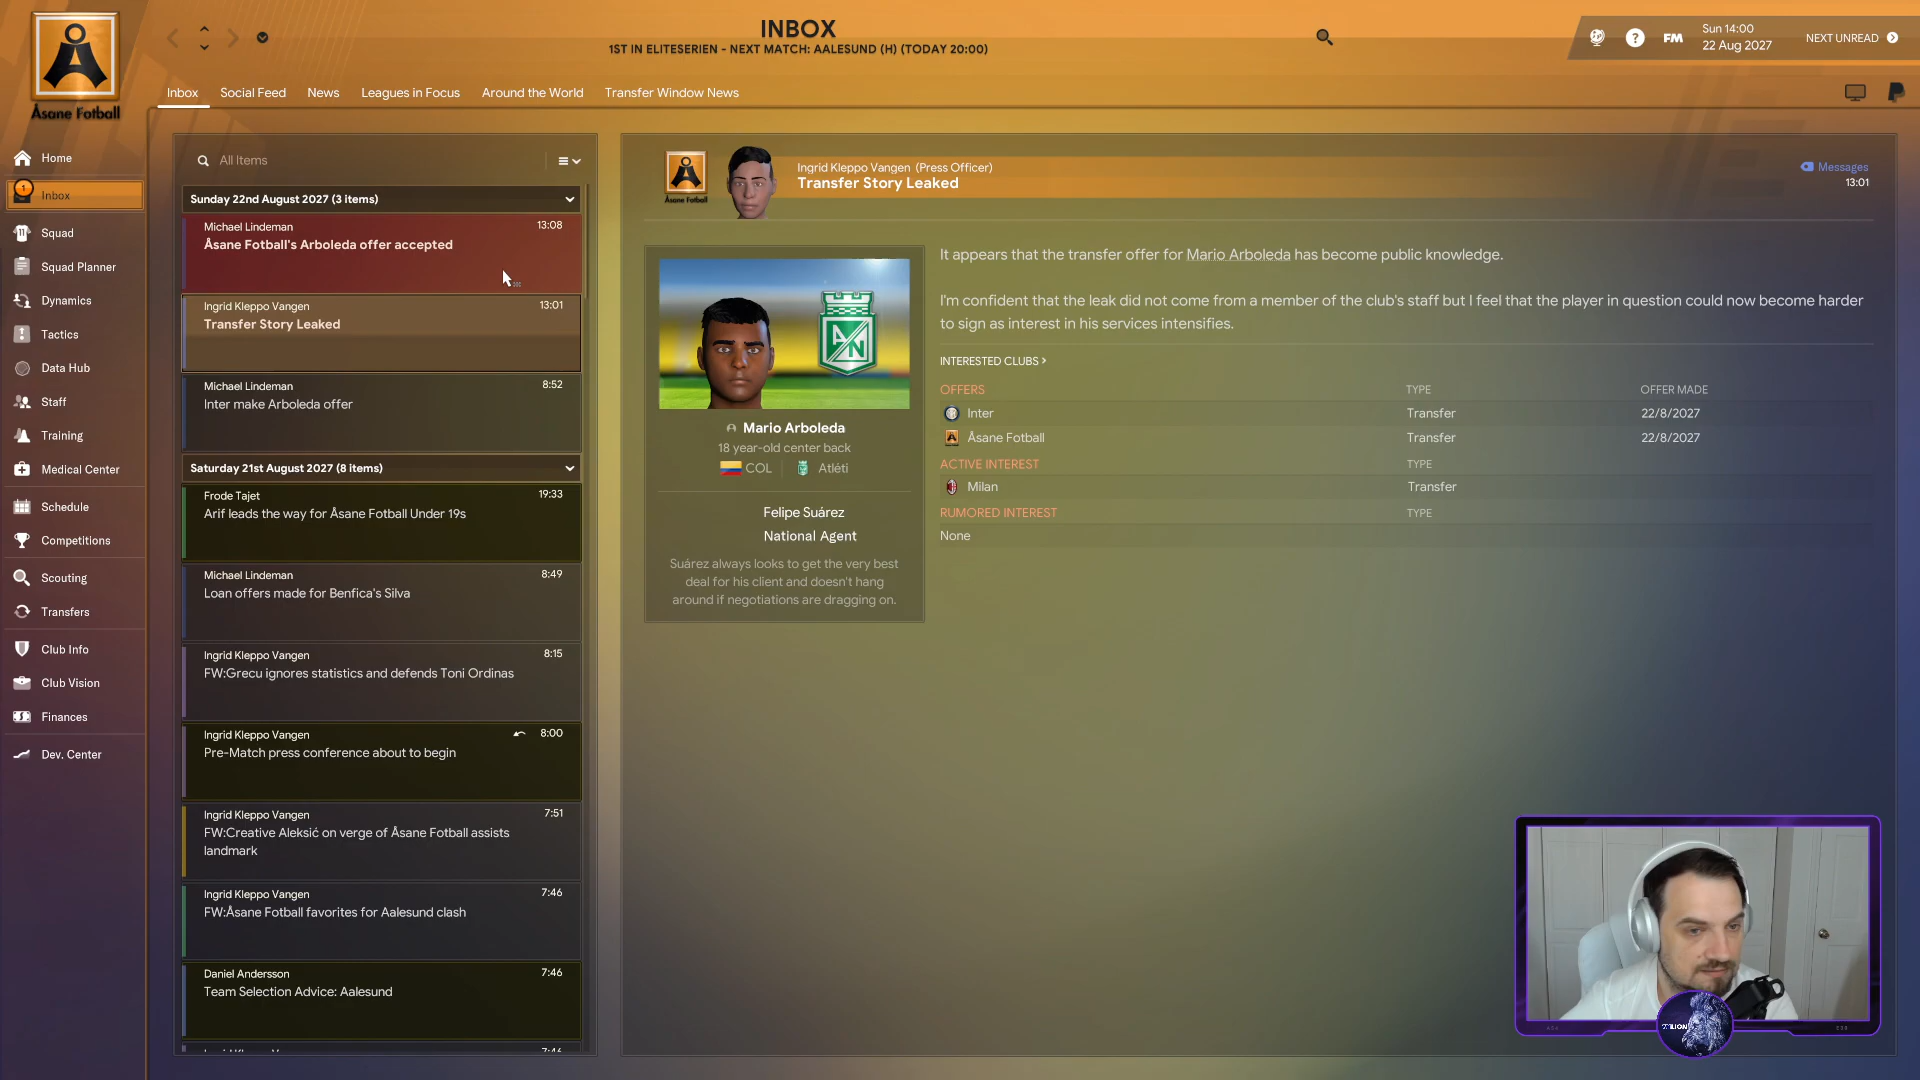 INBOX
1ST IN ELITESERIEN - NEXT MATCH: AALESUND (H) (TODAY 20:00)
FM
Sun 14:00
22 Aug 2027
NEXT UNREAD
Åsane Fotball
Inbox
Social Feed
News
Leagues in Focus
Around the World
Transfer Window News
Home
Inbox
Squad
Squad Planner
Dynamics
Tactics
Data Hub
Staff
Training
Medical Center
Schedule
Competitions
Scouting
Transfers
Club Info
Club Vision
Finances
Dev. Center
All Items
Sunday 22nd August 2027 (3 items)
Michael Lindeman 13:08
Åsane Fotball's Arboleda offer accepted
Ingrid Kleppo Vangen 13:01
Transfer Story Leaked
Michael Lindeman 8:52
Inter make Arboleda offer
Saturday 21st August 2027 (8 items)
Frode Tajet 19:33
Arif leads the way for Åsane Fotball Under 19s
Michael Lindeman 8:49
Loan offers made for Benfica's Silva
Ingrid Kleppo Vangen 8:15
FW:Grecu ignores statistics and defends Toni Ordinas
Ingrid Kleppo Vangen 8:00
Pre-Match press conference about to begin
Ingrid Kleppo Vangen 7:51
FW:Creative Aleksić on verge of Åsane Fotball assists
landmark
Ingrid Kleppo Vangen 7:46
FW:Åsane Fotball favorites for Aalesund clash
Daniel Andersson 7:46
Team Selection Advice: Aalesund
Åsane Fotball
Ingrid Kleppo Vangen (Press Officer)
Transfer Story Leaked
Messages
13:01
Mario Arboleda
18 year-old center back
COL
Atléti
Felipe Suárez
National Agent
Suárez always looks to get the very best
deal for his client and doesn't hang
around if negotiations are dragging on.
It appears that the transfer offer for Mario Arboleda has become public knowledge.
I'm confident that the leak did not come from a member of the club's staff but I feel that the player in question could now become harder
to sign as interest in his services intensifies.
INTERESTED CLUBS >
OFFERS TYPE OFFER MADE
Inter Transfer 22/8/2027
Åsane Fotball Transfer 22/8/2027
ACTIVE INTEREST TYPE
Milan Transfer
RUMORED INTEREST TYPE
None